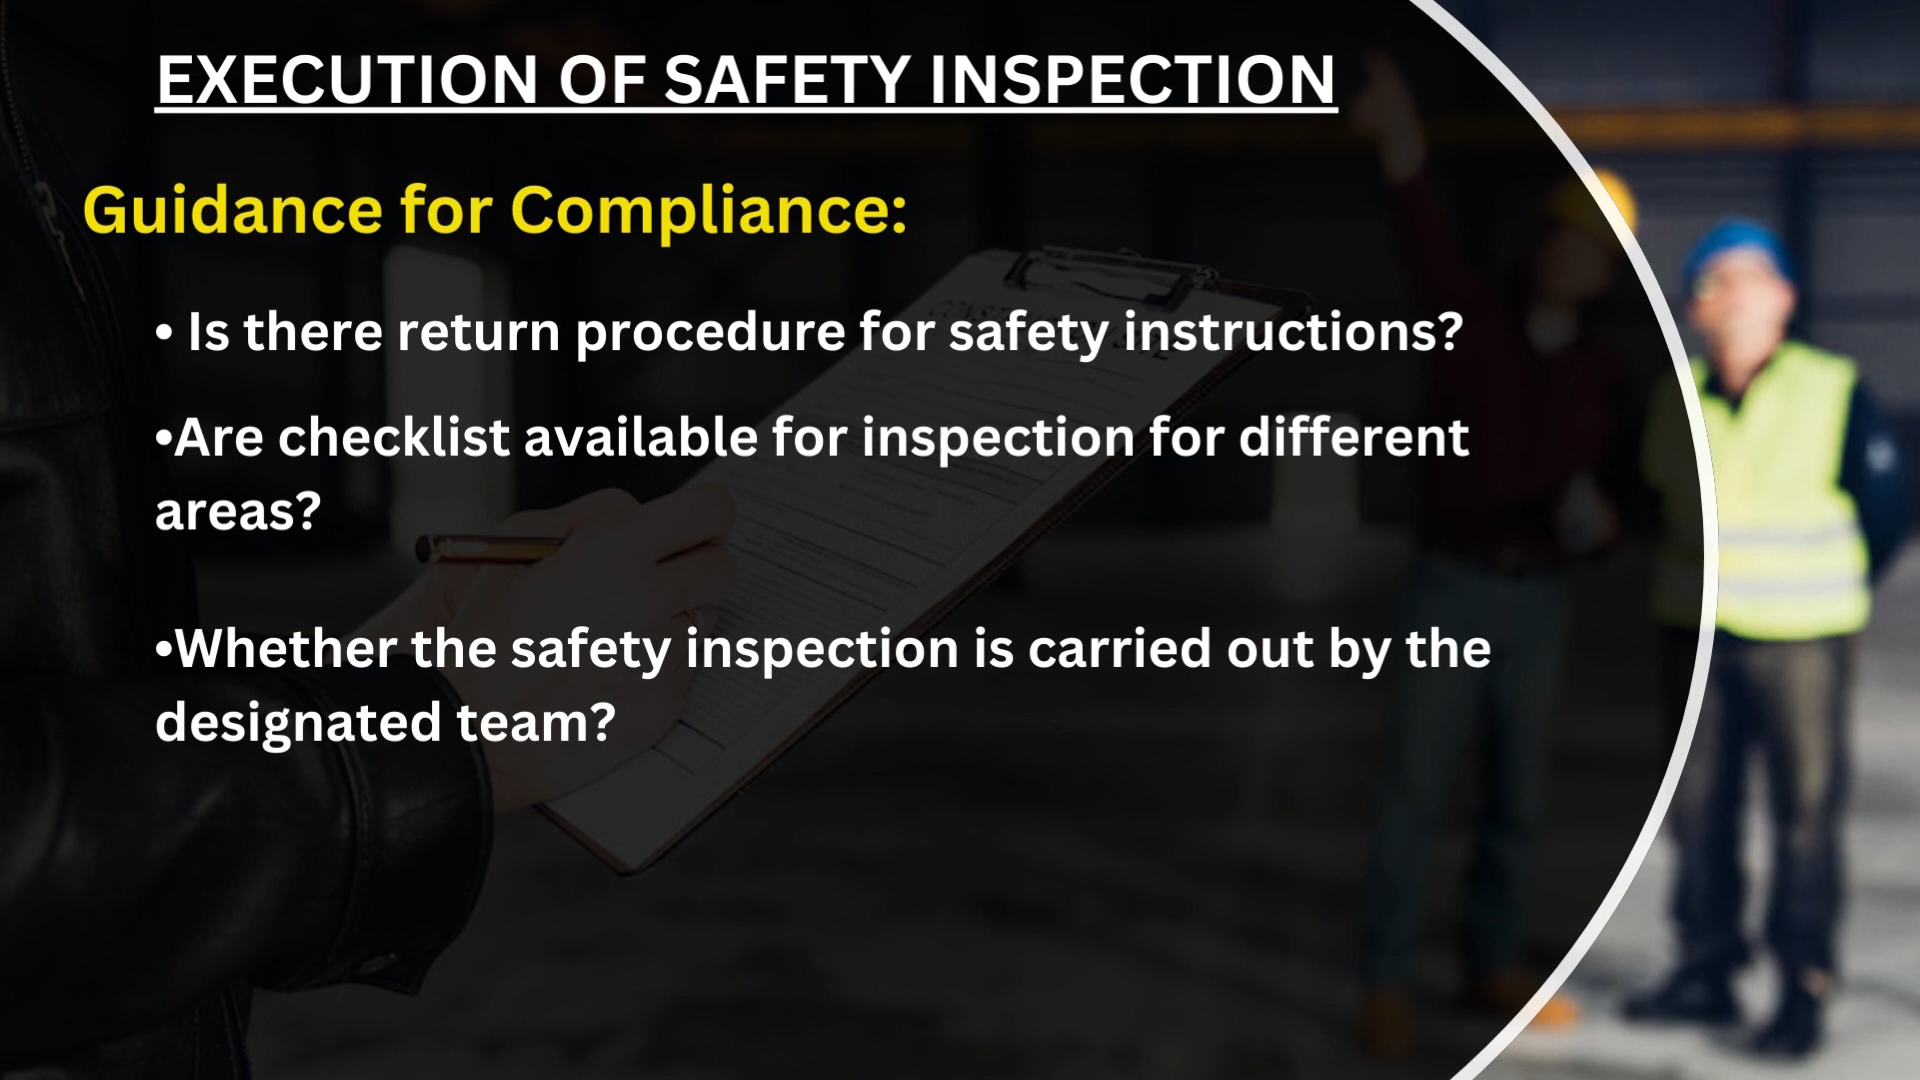 EXECUTION OF SAFETY INSPECTION
Guidance for Compliance:
• Is there return procedure for safety instructions?
•Are checklist available for inspection for different
areas?
•Whether the safety inspection is carried out by the
designated team?